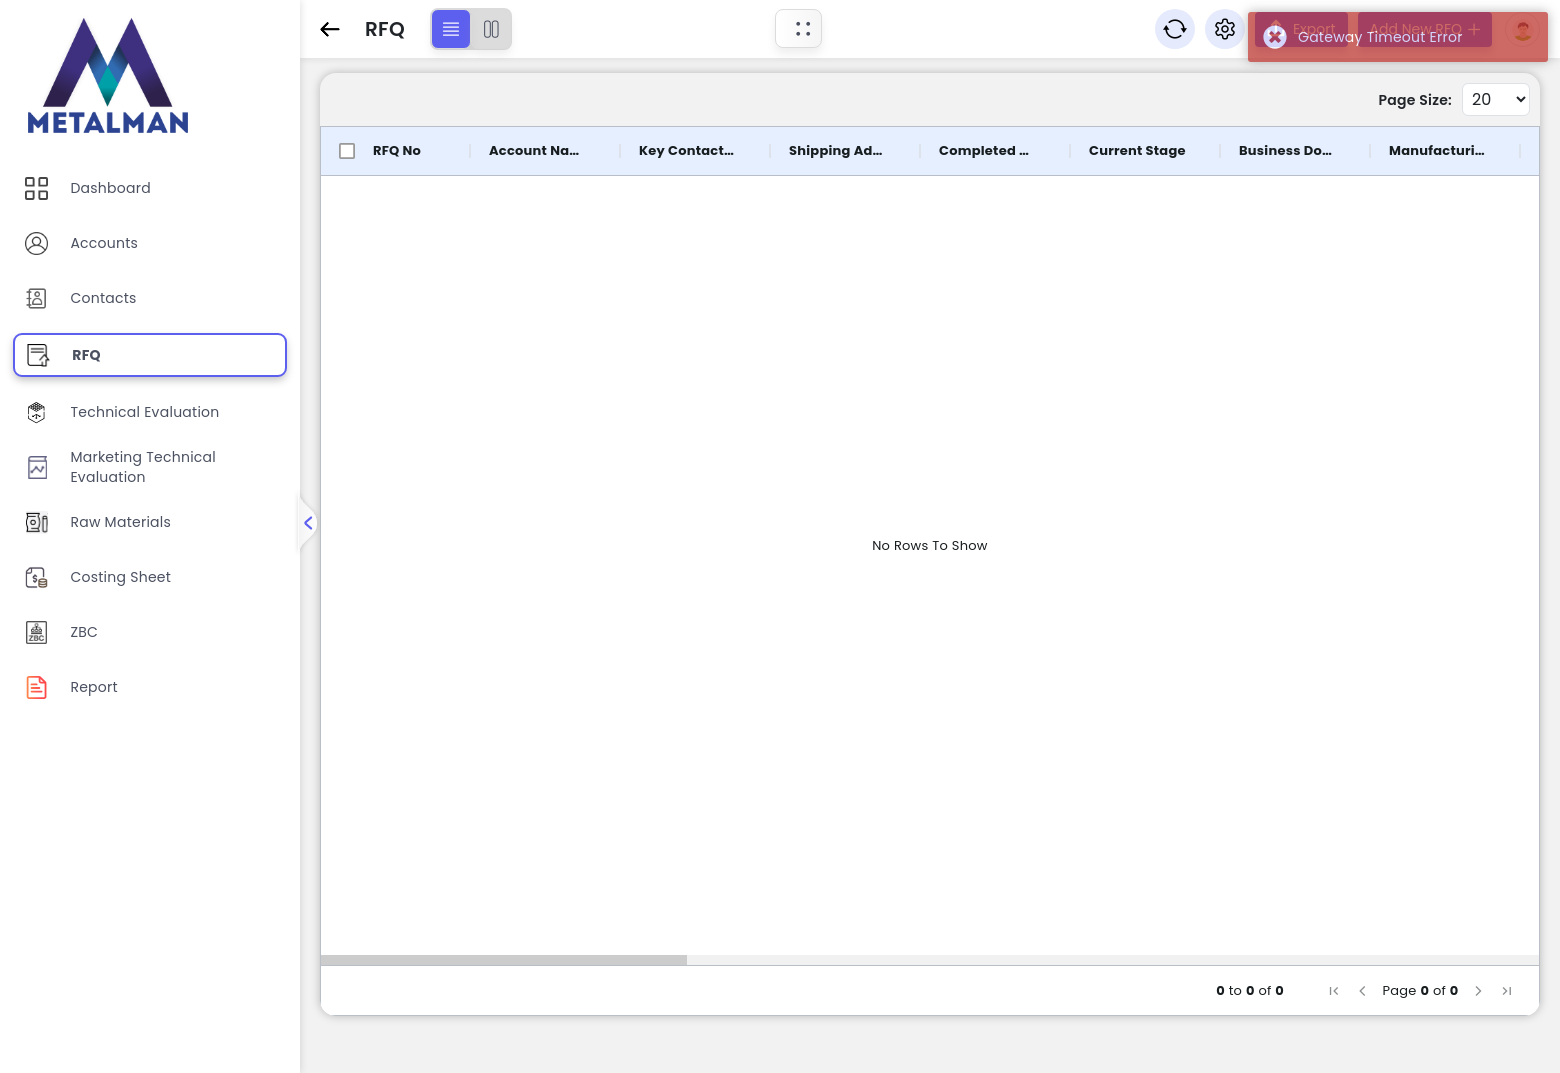 METALMAN
Dashboard
Accounts
Contacts
RFQ
Technical Evaluation
Marketing Technical
Evaluation
Raw Materials
Costing Sheet
ZBC
ZBC
Report
RFQ
Export
Add New RFQ +
Gateway Timeout Error
Page Size: 20
RFQ No Account Na... Key Contact... Shipping Ad... Completed ... Current Stage Business Do... Manufacturi...
No Rows To Show
0 to 0 of 0 Page 0 of 0